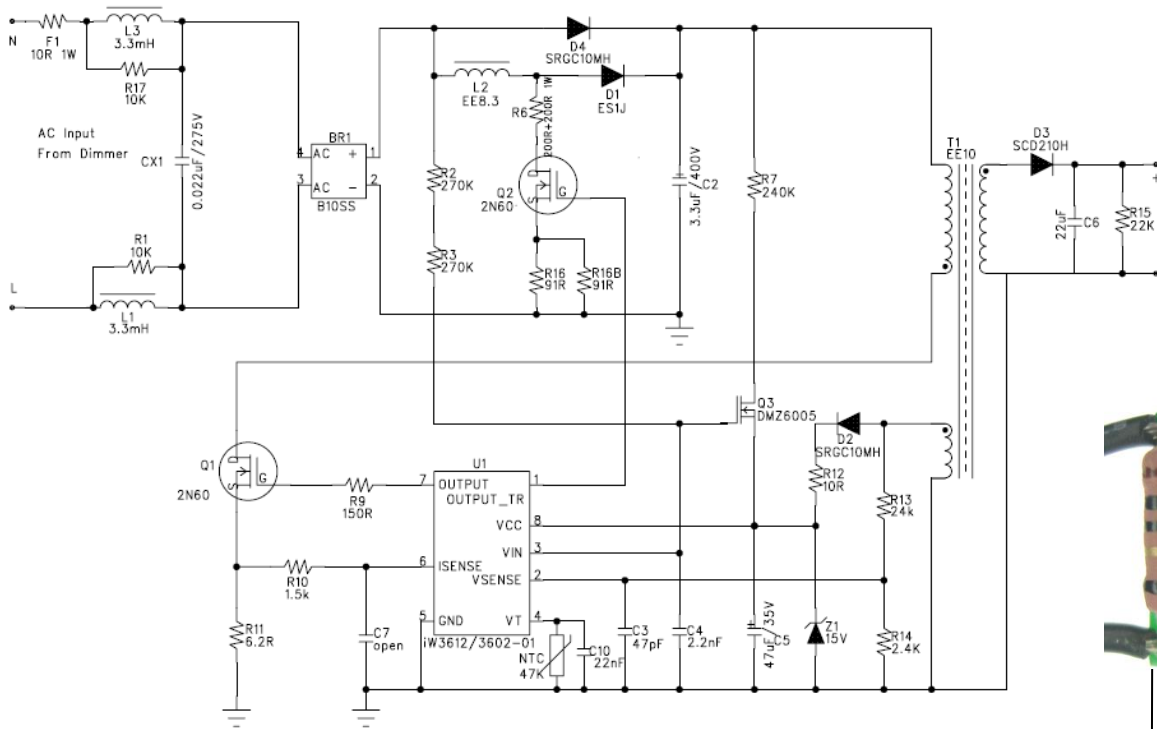 N
F1
10R 1W
L3
3.3mH
R17
10K
AC Input
From Dimmer
CX1
0.022uF/275V
R1
10K
L
L1
3.3mH
BR1
4 AC + 1
3 AC - 2
B10SS
D4
SRGC10MH
L2
EE8.3
D1
ES1J
R6
200R+200R 1W
R2
270K
R3
270K
Q2
2N60
D
S
G
R16
91R
R16B
91R
C2
3.3uF/400V
R7
240K
T1
EE10
D3
SCD210H
C6
22uF
R15
22K
+
Q3
DMZ6005
D2
SRGC10MH
R12
10R
R13
24k
Q1
2N60
D
S
G
R9
150R
U1
7 OUTPUT
OUTPUT_TR 1
VCC 8
VIN 3
6 ISENSE
VSENSE 2
5 GND
VT 4
iW3612/3602-01
R10
1.5k
R11
6.2R
C7
open
NTC
47K
C10
22nF
C3
47pF
C4
2.2nF
C5
47uF/35V
Z1
15V
R14
2.4K